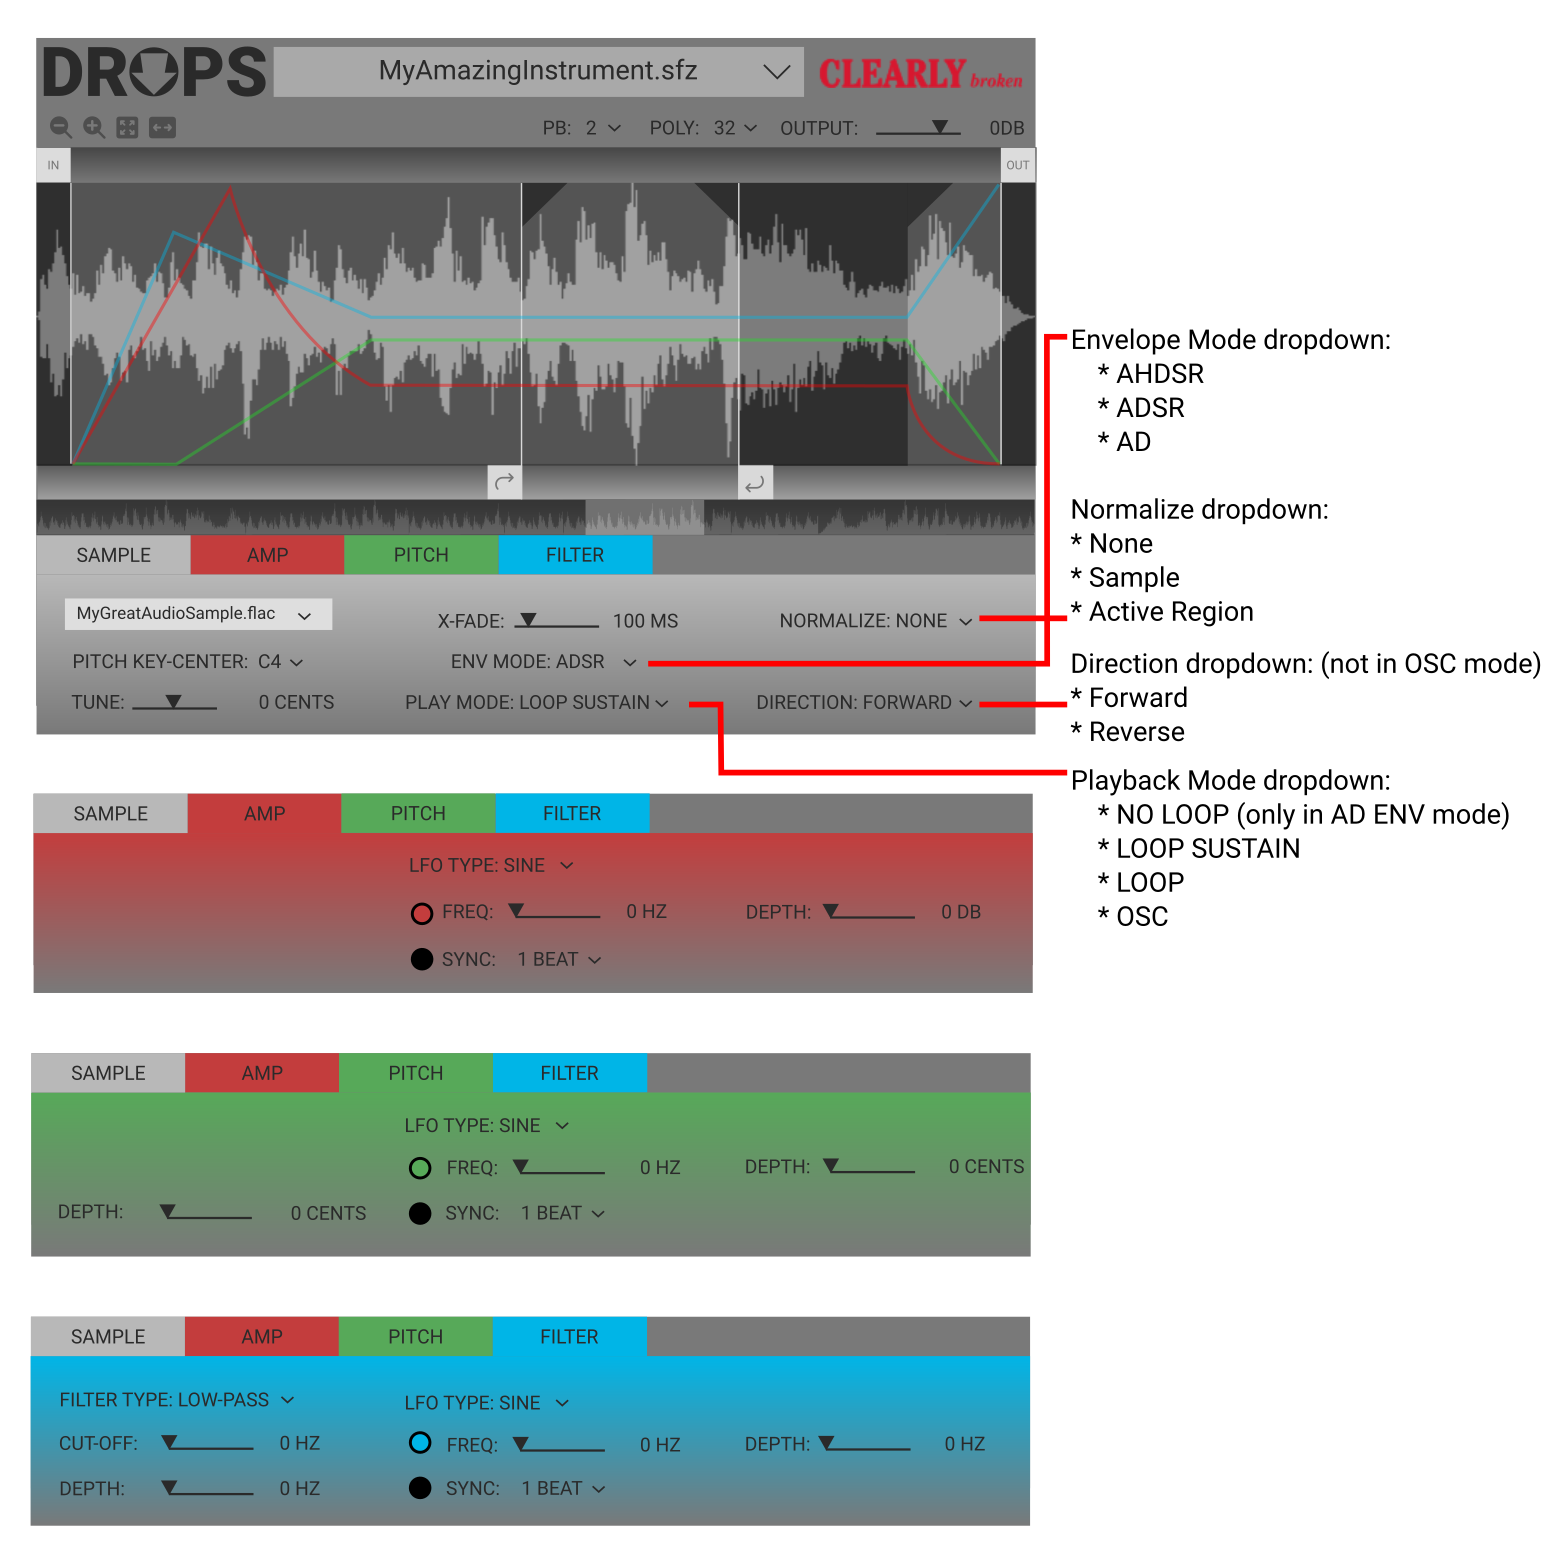 DROPS
MyAmazingInstrument.sfz
CLEARLY broken
PB: 2 POLY: 32 OUTPUT: 0DB
IN
OUT
SAMPLE AMP PITCH FILTER
MyGreatAudioSample.flac
X-FADE: 100 MS
NORMALIZE: NONE
PITCH KEY-CENTER: C4
ENV MODE: ADSR
TUNE: 0 CENTS
PLAY MODE: LOOP SUSTAIN
DIRECTION: FORWARD
Envelope Mode dropdown:
* AHDSR
* ADSR
* AD
Normalize dropdown:
* None
* Sample
* Active Region
Direction dropdown: (not in OSC mode)
* Forward
* Reverse
Playback Mode dropdown:
* NO LOOP (only in AD ENV mode)
* LOOP SUSTAIN
* LOOP
* OSC
SAMPLE AMP PITCH FILTER
LFO TYPE: SINE
FREQ: 0 HZ DEPTH: 0 DB
SYNC: 1 BEAT
SAMPLE AMP PITCH FILTER
LFO TYPE: SINE
FREQ: 0 HZ DEPTH: 0 CENTS
DEPTH: 0 CENTS SYNC: 1 BEAT
SAMPLE AMP PITCH FILTER
FILTER TYPE: LOW-PASS LFO TYPE: SINE
CUT-OFF: 0 HZ FREQ: 0 HZ DEPTH: 0 HZ
DEPTH: 0 HZ SYNC: 1 BEAT